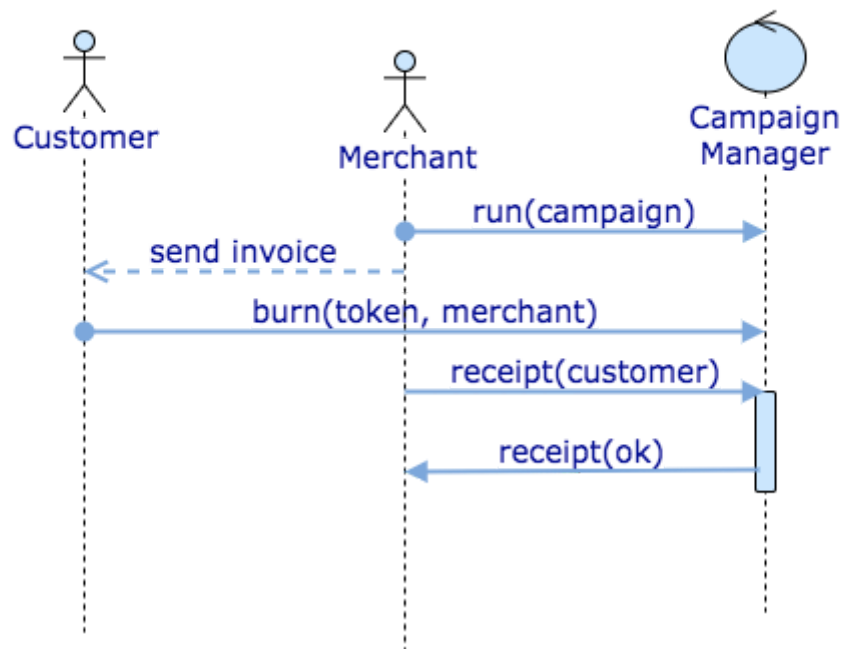 Customer
Merchant
Campaign
Manager
run(campaign)
send invoice
burn(token, merchant)
receipt(customer)
receipt(ok)